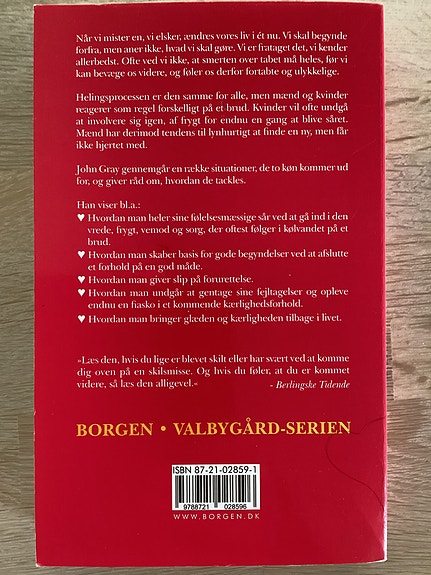 Når vi mister en, vi elsker, ændres vores liv i ét nu. Vi skal begynde
forfra, men aner ikke, hvad vi skal gøre. Vi er frataget det, vi kender
allerbedst. Ofte ved vi ikke, at smerten over tabet må heles, før vi
kan bevæge os videre, og føler os derfor fortabte og ulykkelige.
Helingsprocessen er den samme for alle, men mænd og kvinder
reagerer som regel forskelligt på et brud. Kvinder vil ofte undgå
at involvere sig igen, af frygt for endnu en gang at blive såret.
Mænd har derimod tendens til lynhurtigt at finde en ny, men får
ikke hjertet med.
John Gray gennemgår en række situationer, de to køn kommer ud
for, og giver råd om, hvordan de tackles.
Han viser bl.a.:
♥ Hvordan man heler sine følelsesmæssige sår ved at gå ind i den
vrede, frygt, vemod og sorg, der oftest følger i kølvandet på et
brud.
♥ Hvordan man skaber basis for gode begyndelser ved at afslutte
et forhold på en god måde.
♥ Hvordan man giver slip på forurettelse.
♥ Hvordan man undgår at gentage sine fejltagelser og opleve
endnu en fiasko i et kommende kærlighedsforhold.
♥ Hvordan man bringer glæden og kærligheden tilbage i livet.
»Læs den, hvis du lige er blevet skilt eller har svært ved at komme
dig oven på en skilsmisse. Og hvis du føler, at du er kommet
videre, så læs den alligevel.« - Berlingske Tidende
BORGEN • VALBYGÅRD-SERIEN
ISBN 87-21-02859-1
9788721 028596
WWW.BORGEN.DK